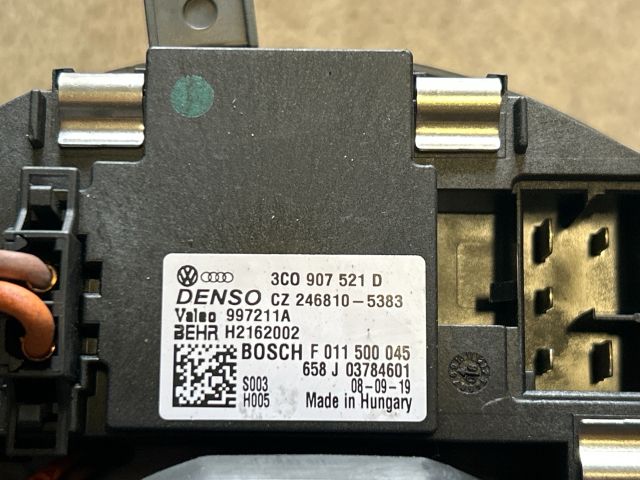 3C0 907 521 D
DENSO CZ 246810-5383
Valeo 997211A
BEHR H2162002
BOSCH F 011 500 045
658 J 03784601
S003 08-09-19
H005 Made in Hungary